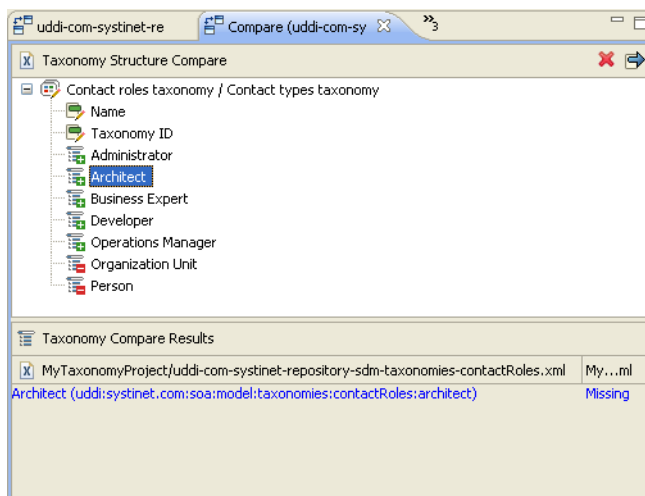 uddi-com-systinet-re
Compare (uddi-com-sy
»3
Taxonomy Structure Compare
Contact roles taxonomy / Contact types taxonomy
Name
Taxonomy ID
Administrator
Architect
Business Expert
Developer
Operations Manager
Organization Unit
Person
Taxonomy Compare Results
MyTaxonomyProject/uddi-com-systinet-repository-sdm-taxonomies-contactRoles.xml My...ml
Architect (uddi:systinet.com:soa:model:taxonomies:contactRoles:architect) Missing